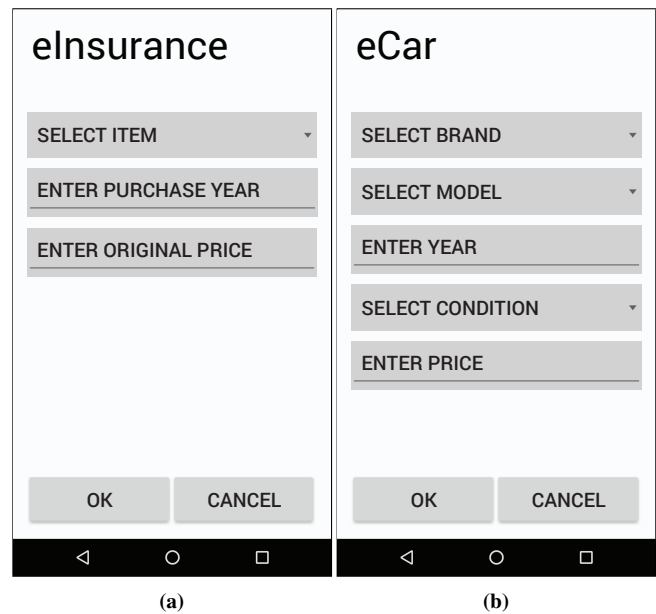 eInsurance
SELECT ITEM
ENTER PURCHASE YEAR
ENTER ORIGINAL PRICE
OK CANCEL
(a)
eCar
SELECT BRAND
SELECT MODEL
ENTER YEAR
SELECT CONDITION
ENTER PRICE
OK CANCEL
(b)